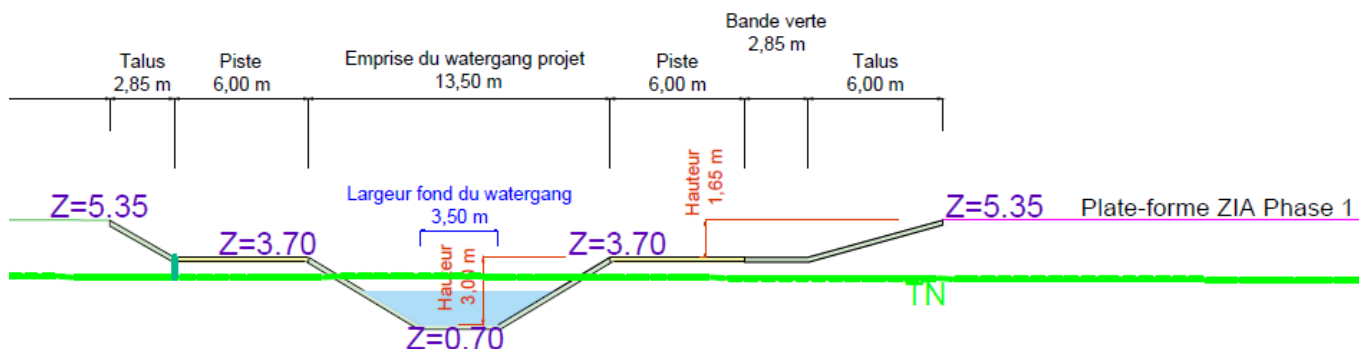 Bande verte
2,85 m
Talus
2,85 m
Piste
6,00 m
Emprise du watergang projet
13,50 m
Piste
6,00 m
Talus
6,00 m
Largeur fond du watergang
3,50 m
Hauteur
1,65 m
Z=5.35
Z=3.70
Hauteur
3,00 m
Z=3.70
Z=5.35
Plate-forme ZIA Phase 1
TN
Z=0.70